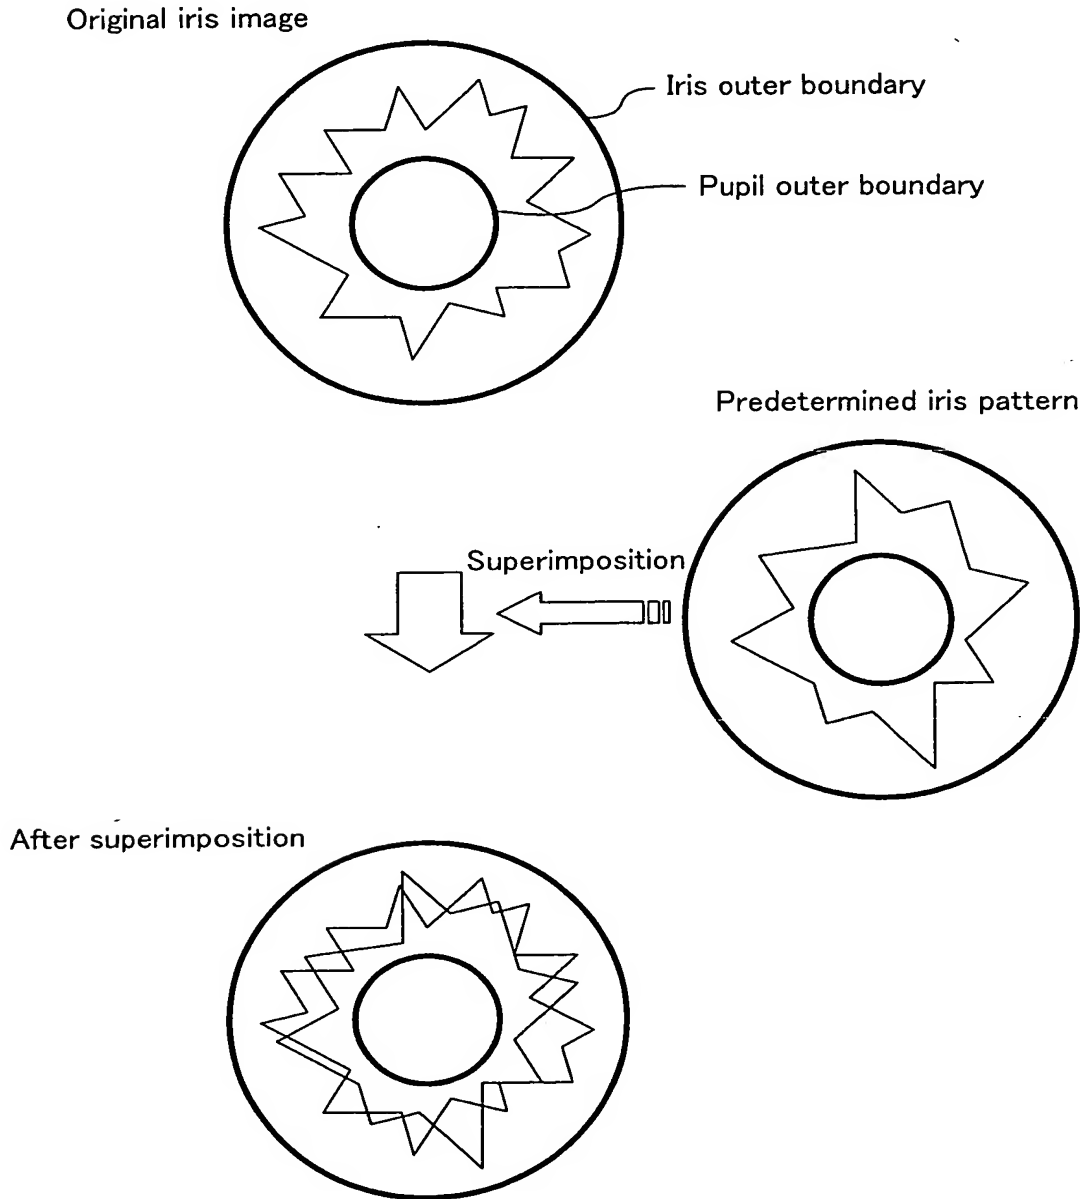 Original iris image
Iris outer boundary
Pupil outer boundary
Predetermined iris pattern
Superimposition
After superimposition